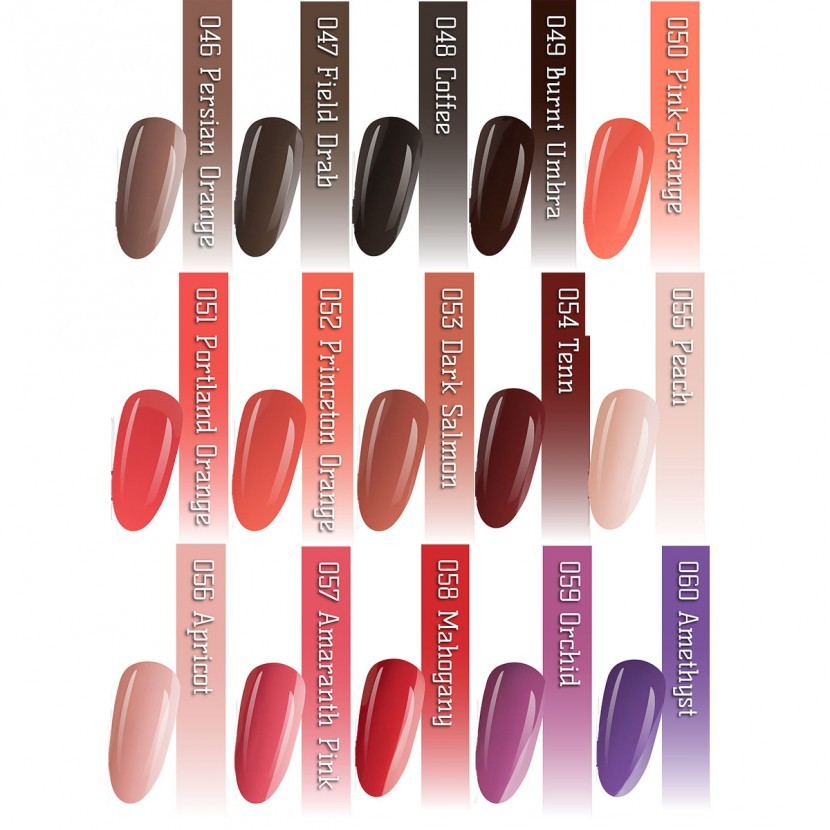 046 Persian Orange
047 Field Drab
048 Coffee
049 Burnt Umbra
050 Pink-Orange
051 Portland Orange
052 Princeton Orange
053 Dark Salmon
054 Tenn
055 Peach
056 Apricot
057 Amaranth Pink
058 Mahogany
059 Orchid
060 Amethyst